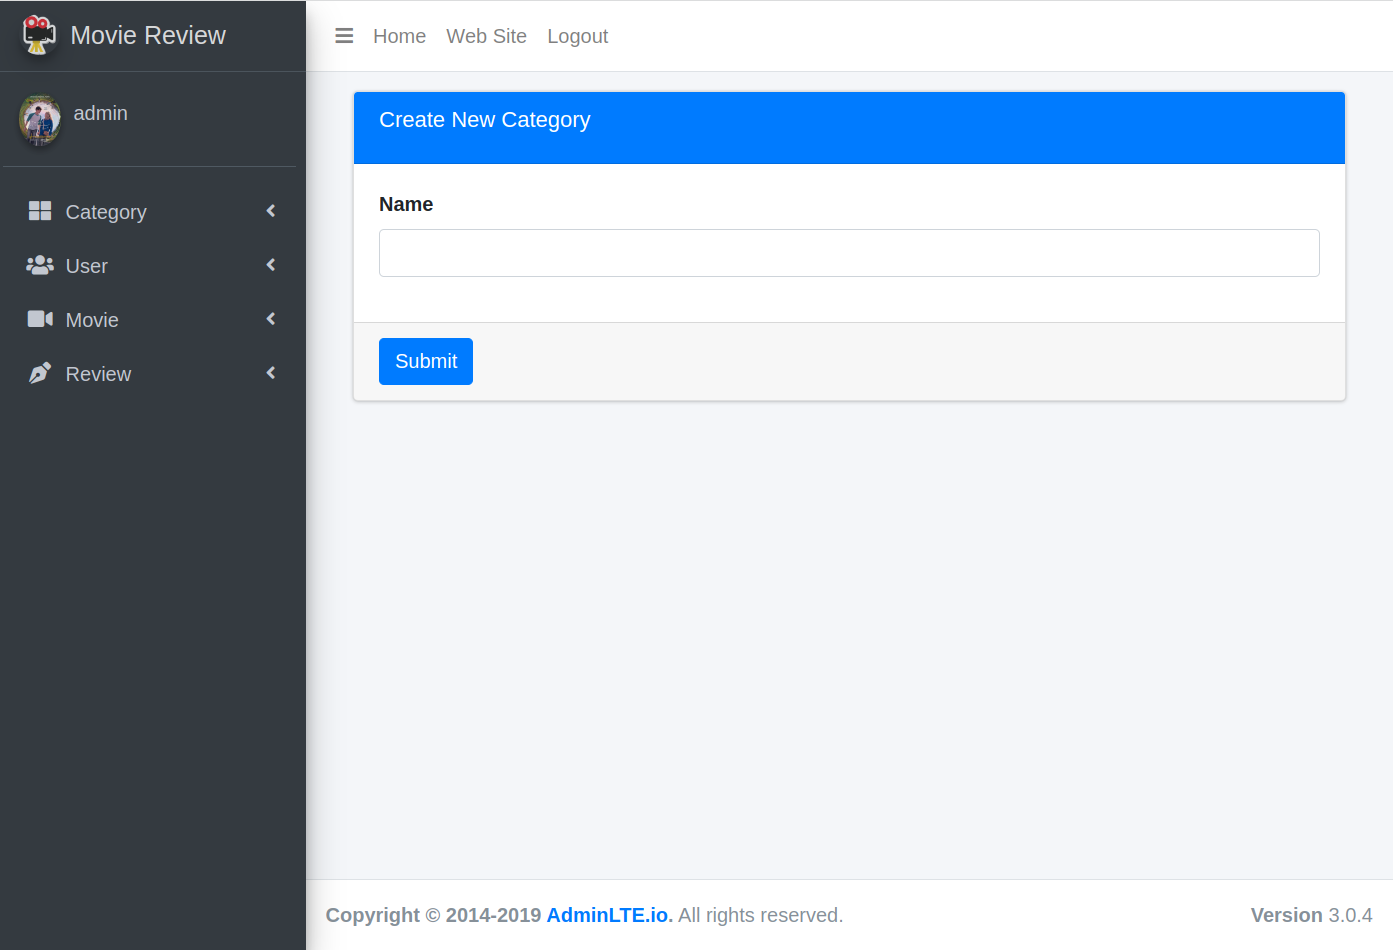 Movie Review
Home Web Site Logout
admin
Category
User
Movie
Review
Create New Category
Name
Submit
Copyright © 2014-2019 AdminLTE.io. All rights reserved.
Version 3.0.4